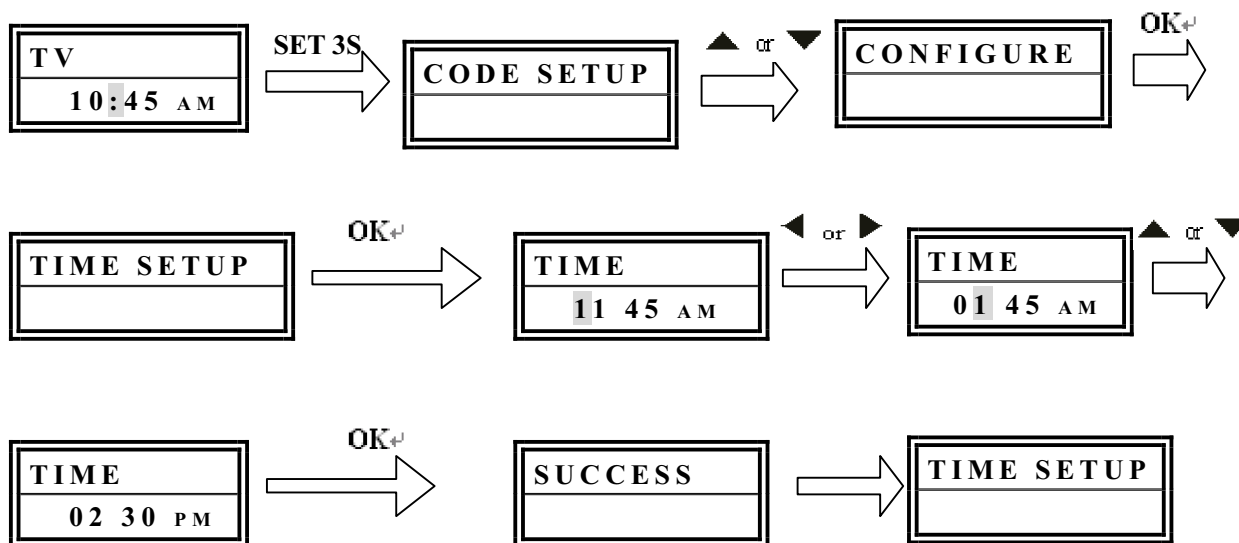 TV
10:45 AM
SET 3S
CODE SETUP
▲ or ▼
CONFIGURE
OK↵
TIME SETUP
OK↵
TIME
11 45 AM
◀ or ▶
TIME
01 45 AM
▲ or ▼
TIME
02 30 PM
OK↵
SUCCESS
TIME SETUP